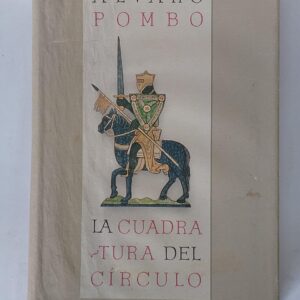 ALVARO
POMBO
LA CUADRA
-TURA DEL
CÍRCULO